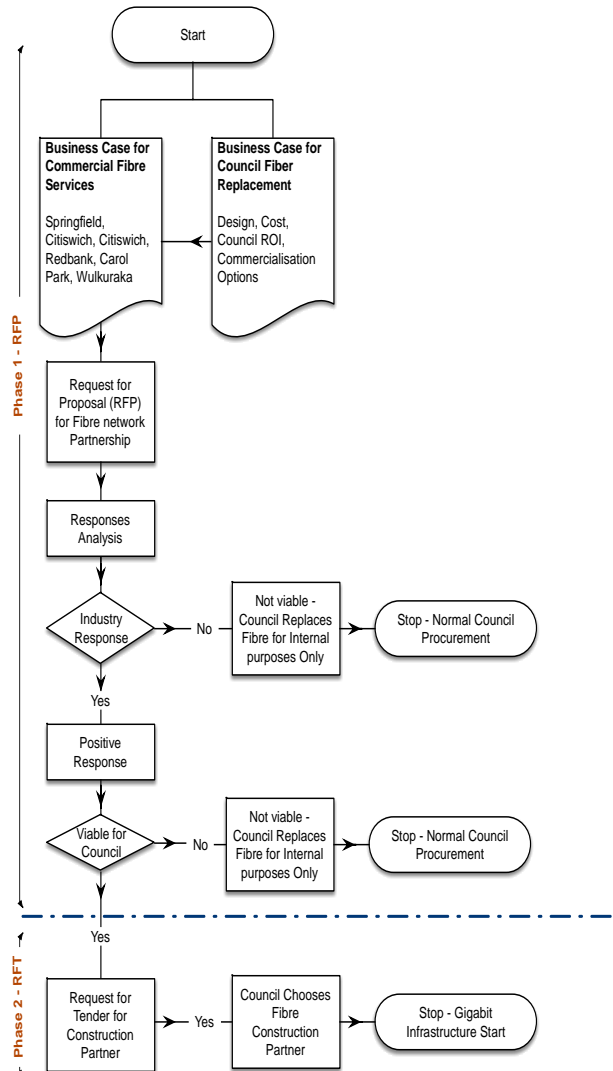 Start
Business Case for
Commercial Fibre
Services
Springfield,
Citiswich, Citiswich,
Redbank, Carol
Park, Wulkuraka
Business Case for
Council Fiber
Replacement
Design, Cost,
Council ROI,
Commercialisation
Options
Phase 1 - RFP
Request for
Proposal (RFP)
for Fibre network
Partnership
Responses
Analysis
Industry
Response
No
Not viable -
Council Replaces
Fibre for Internal
purposes Only
Stop - Normal Council
Procurement
Yes
Positive
Response
Viable for
Council
No
Not viable -
Council Replaces
Fibre for Internal
purposes Only
Stop - Normal Council
Procurement
Yes
Phase 2 - RFT
Request for
Tender for
Construction
Partner
Yes
Council Chooses
Fibre
Construction
Partner
Stop - Gigabit
Infrastructure Start